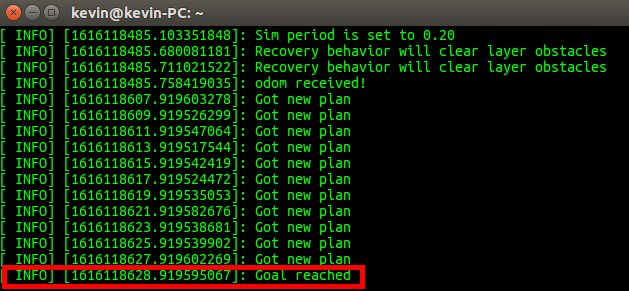 kevin@kevin-PC: ~
[ INFO] [1616118485.103351848]: Sim period is set to 0.20
[ INFO] [1616118485.680081181]: Recovery behavior will clear layer obstacles
[ INFO] [1616118485.711021522]: Recovery behavior will clear layer obstacles
[ INFO] [1616118485.758419035]: odom received!
[ INFO] [1616118607.919603278]: Got new plan
[ INFO] [1616118609.919526299]: Got new plan
[ INFO] [1616118611.919547064]: Got new plan
[ INFO] [1616118613.919517544]: Got new plan
[ INFO] [1616118615.919542419]: Got new plan
[ INFO] [1616118617.919524472]: Got new plan
[ INFO] [1616118619.919535053]: Got new plan
[ INFO] [1616118621.919582676]: Got new plan
[ INFO] [1616118623.919538681]: Got new plan
[ INFO] [1616118625.919539902]: Got new plan
[ INFO] [1616118627.919602269]: Got new plan
[ INFO] [1616118628.919595067]: Goal reached